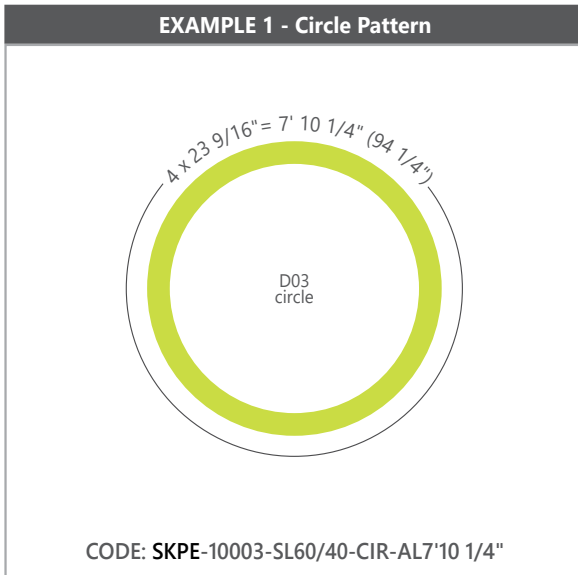 EXAMPLE 1 - Circle Pattern
4 x 23 9/16"= 7' 10 1/4" (94 1/4")
D03
circle
CODE: SKPE-10003-SL60/40-CIR-AL7'10 1/4"